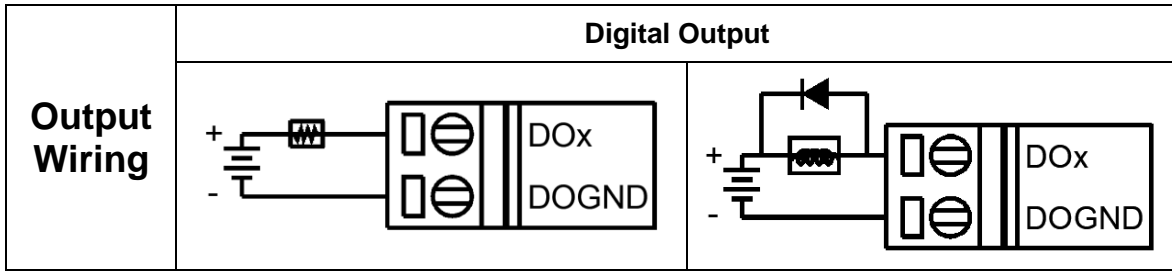 Digital Output
Output
Wiring
+
-
DOx
DOGND
+
-
DOx
DOGND